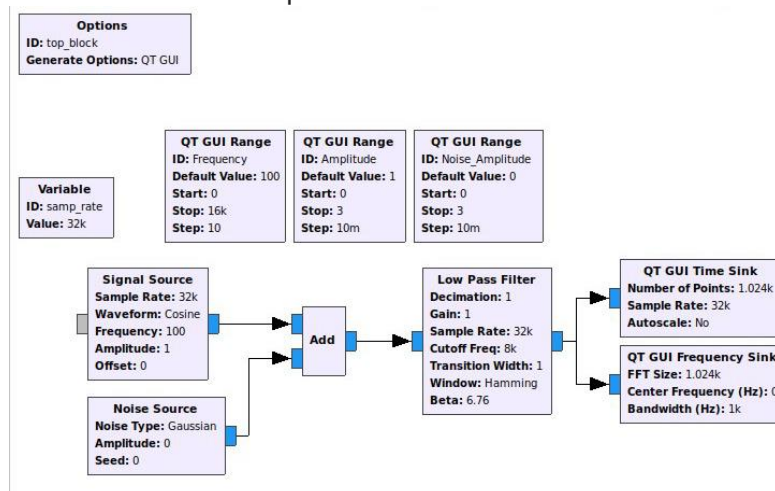 Options
ID: top_block
Generate Options: QT GUI
QT GUI Range
ID: Frequency
Default Value: 100
Start: 0
Stop: 16k
Step: 10
QT GUI Range
ID: Amplitude
Default Value: 1
Start: 0
Stop: 3
Step: 10m
QT GUI Range
ID: Noise_Amplitude
Default Value: 0
Start: 0
Stop: 3
Step: 10m
Variable
ID: samp_rate
Value: 32k
Signal Source
Sample Rate: 32k
Waveform: Cosine
Frequency: 100
Amplitude: 1
Offset: 0
Noise Source
Noise Type: Gaussian
Amplitude: 0
Seed: 0
Add
Low Pass Filter
Decimation: 1
Gain: 1
Sample Rate: 32k
Cutoff Freq: 8k
Transition Width: 1
Window: Hamming
Beta: 6.76
QT GUI Time Sink
Number of Points: 1.024k
Sample Rate: 32k
Autoscale: No
QT GUI Frequency Sink
FFT Size: 1.024k
Center Frequency (Hz):
Bandwidth (Hz): 1k